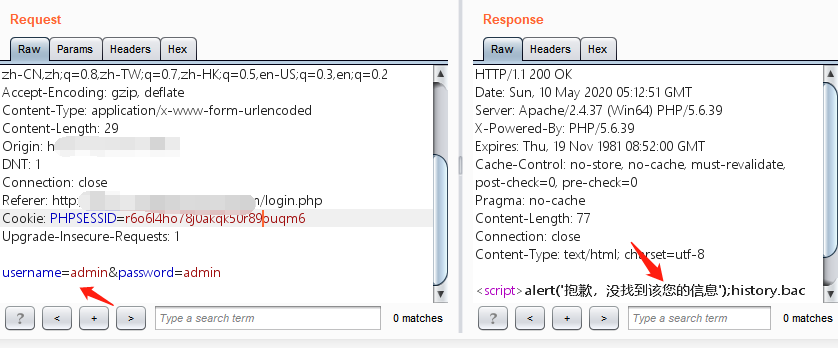 Request
Raw
Params
Headers
Hex
zh-CN,zh;q=0.8,zh-TW;q=0.7,zh-HK;q=0.5,en-US;q=0.3,en;q=0.2
Accept-Encoding: gzip, deflate
Content-Type: application/x-www-form-urlencoded
Content-Length: 29
Origin: h
DNT: 1
Connection: close
Referer: http: /login.php
Cookie: PHPSESSID=r6o6l4ho78j0akqk50r89buqm6
Upgrade-Insecure-Requests: 1
username=admin&password=admin
?
<
+
>
Type a search term
0 matches
Response
Raw
Headers
Hex
HTTP/1.1 200 OK
Date: Sun, 10 May 2020 05:12:51 GMT
Server: Apache/2.4.37 (Win64) PHP/5.6.39
X-Powered-By: PHP/5.6.39
Expires: Thu, 19 Nov 1981 08:52:00 GMT
Cache-Control: no-store, no-cache, must-revalidate,
post-check=0, pre-check=0
Pragma: no-cache
Content-Length: 77
Connection: close
Content-Type: text/html; charset=utf-8
<script>alert('抱歉，没找到该您的信息');history.bac
?
<
+
>
Type a search term
0 matches